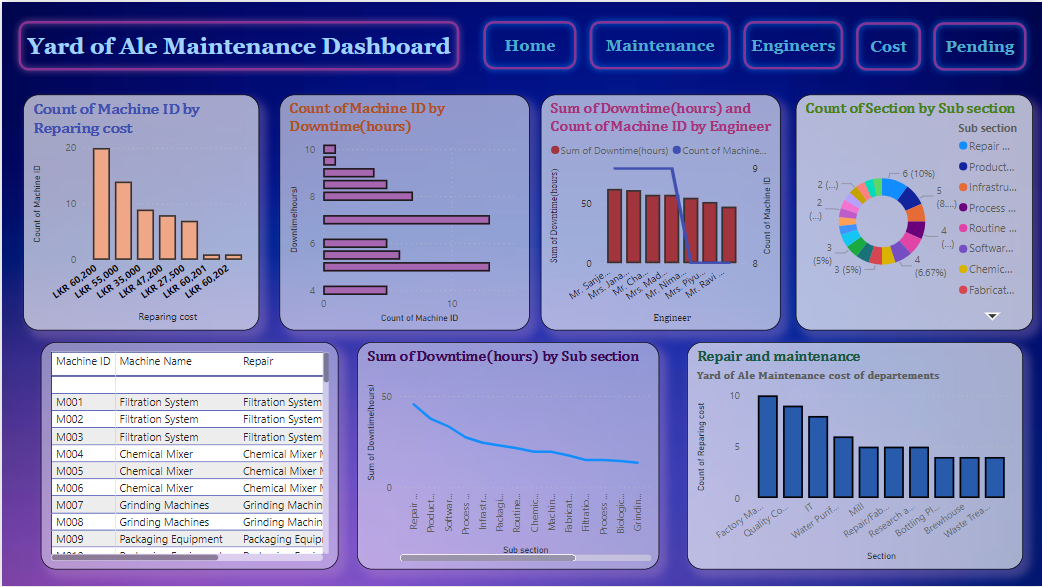 Yard of Ale Maintenance Dashboard
Home
Maintenance
Engineers
Cost
Pending
Count of Machine ID by
Reparing cost
Count of Machine ID
20
10
0
LKR 60,200
LKR 55,000
LKR 35,000
LKR 47,200
LKR 27,500
LKR 60,201
LKR 60,202
Reparing cost
Count of Machine ID by
Downtime(hours)
Downtime(hours)
10
8
6
4
0
10
Count of Machine ID
Sum of Downtime(hours) and
Count of Machine ID by Engineer
Sum of Downtime(hours)
Count of Machine...
Sum of Downtime(hours)
50
0
9
8
Count of Machine ID
Mr. Sanje...
Mrs. Jana...
Mr. Cha...
Mrs. Mad...
Mr. Nima...
Mrs. Piyu...
Mr. Ravi ...
Engineer
Count of Section by Sub section
6 (10%)
5
(8....)
4
(...)
4
(6.67%)
3 (5%)
3
(5%)
2
(...)
2 (...)
Sub section
Repair ...
Product...
Infrastru...
Process ...
Routine ...
Softwar...
Chemic...
Fabricat...
Machine ID Machine Name Repair
M001 Filtration System Filtration System
M002 Filtration System Filtration System
M003 Filtration System Filtration System
M004 Chemical Mixer Chemical Mixer M
M005 Chemical Mixer Chemical Mixer M
M006 Chemical Mixer Chemical Mixer M
M007 Grinding Machines Grinding Machin
M008 Grinding Machines Grinding Machin
M009 Packaging Equipment Packaging Equip
Sum of Downtime(hours) by Sub section
Sum of Downtime(hours)
50
0
Repair ...
Product...
Softwar...
Process ...
Infrastr...
Packagi...
Routine...
Chemic...
Machin...
Fabricat...
Filtratio...
Process ...
Biologic...
Grindin...
Sub section
Repair and maintenance
Yard of Ale Maintenance cost of departements
Count of Reparing cost
10
5
0
Factory Ma...
Quality Co...
IT
Water Purif...
Mill
Repair/Fab...
Research a...
Bottling Pl...
Brewhouse
Waste Trea...
Section